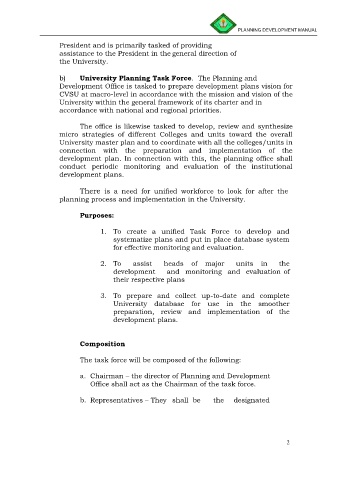 PLANNING DEVELOPMENT MANUAL
President and is primarily tasked of providing
assistance to the President in the general direction of
the University.
b) University Planning Task Force. The Planning and
Development Office is tasked to prepare development plans vision for
CVSU at macro-level in accordance with the mission and vision of the
University within the general framework of its charter and in
accordance with national and regional priorities.
The office is likewise tasked to develop, review and synthesize
micro strategies of different Colleges and units toward the overall
University master plan and to coordinate with all the colleges/units in
connection with the preparation and implementation of the
development plan. In connection with this, the planning office shall
conduct periodic monitoring and evaluation of the institutional
development plans.
There is a need for unified workforce to look for after the
planning process and implementation in the University.
Purposes:
1. To create a unified Task Force to develop and
systematize plans and put in place database system
for effective monitoring and evaluation.
2. To assist heads of major units in the
development and monitoring and evaluation of
their respective plans
3. To prepare and collect up-to-date and complete
University database for use in the smoother
preparation, review and implementation of the
development plans.
Composition
The task force will be composed of the following:
a. Chairman – the director of Planning and Development
Office shall act as the Chairman of the task force.
b. Representatives – They shall be the designated
2